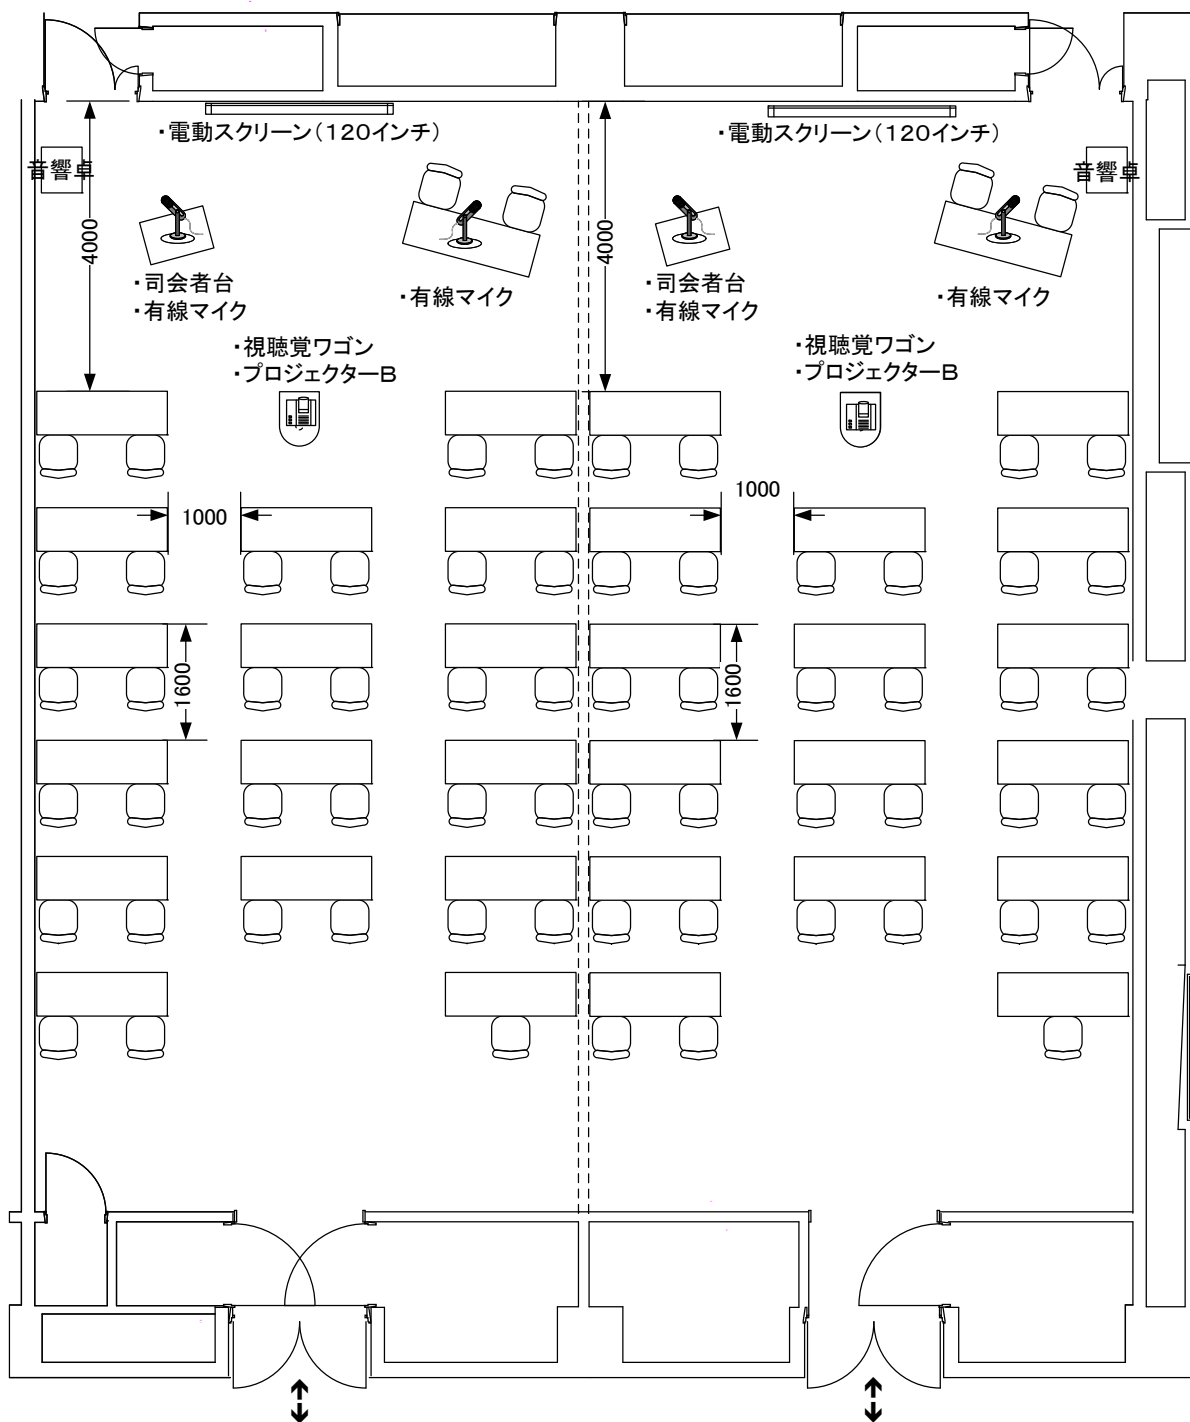 ・電動スクリーン（120インチ）
・電動スクリーン（120インチ）
音響卓
音響卓
4000
4000
・司会者台
・有線マイク
・有線マイク
・司会者台
・有線マイク
・有線マイク
・視聴覚ワゴン
・プロジェクターB
・視聴覚ワゴン
・プロジェクターB
1000
1000
1600
1600